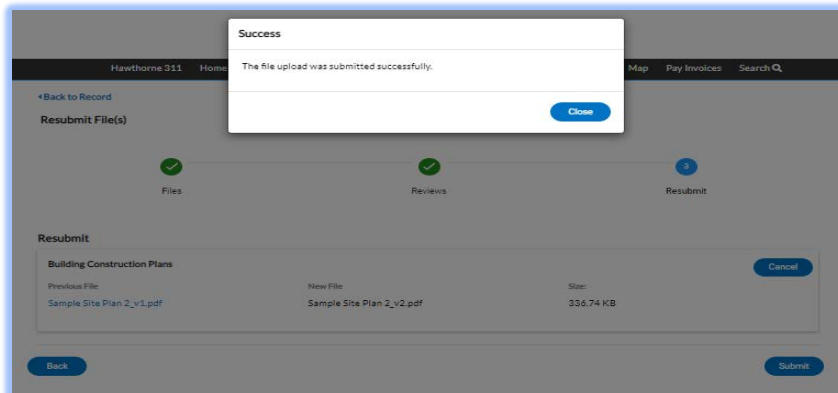 Success
The file upload was submitted successfully.
Close
Hawthorne 311 Home Map Pay Invoices Search
Back to Record
Resubmit File(s)
3
Files Reviews Resubmit
Resubmit
Building Construction Plans
Cancel
Previous File New File Size:
Sample Site Plan 2_v1.pdf Sample Site Plan 2_v2.pdf 336.74 KB
Back Submit